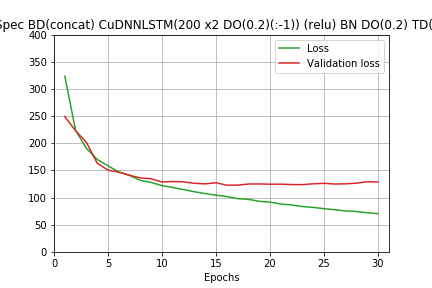 Spec BD(concat) CuDNNLSTM(200 x2 DO(0.2)(:-1)) (relu) BN DO(0.2) TD(
400
350
300
250
200
150
100
50
0
Loss
Validation loss
0 5 10 15 20 25 30
Epochs